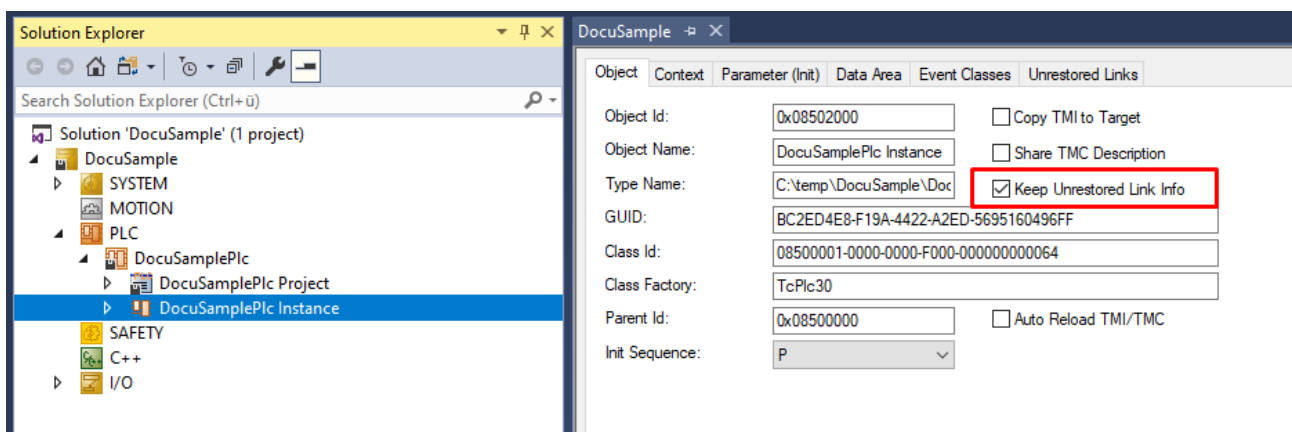 Solution Explorer
Search Solution Explorer (Ctrl+ü)
Solution 'DocuSample' (1 project)
DocuSample
SYSTEM
MOTION
PLC
DocuSamplePlc
DocuSamplePlc Project
DocuSamplePlc Instance
SAFETY
C++
I/O
DocuSample
Object Context Parameter (Init) Data Area Event Classes Unrestored Links
Object Id: 0x08502000 Copy TMI to Target
Object Name: DocuSamplePlc Instance Share TMC Description
Type Name: C:\temp\DocuSample\Doc Keep Unrestored Link Info
GUID: BC2ED4E8-F19A-4422-A2ED-5695160496FF
Class Id: 08500001-0000-0000-F000-000000000064
Class Factory: TcPlc30
Parent Id: 0x08500000 Auto Reload TMI/TMC
Init Sequence: P